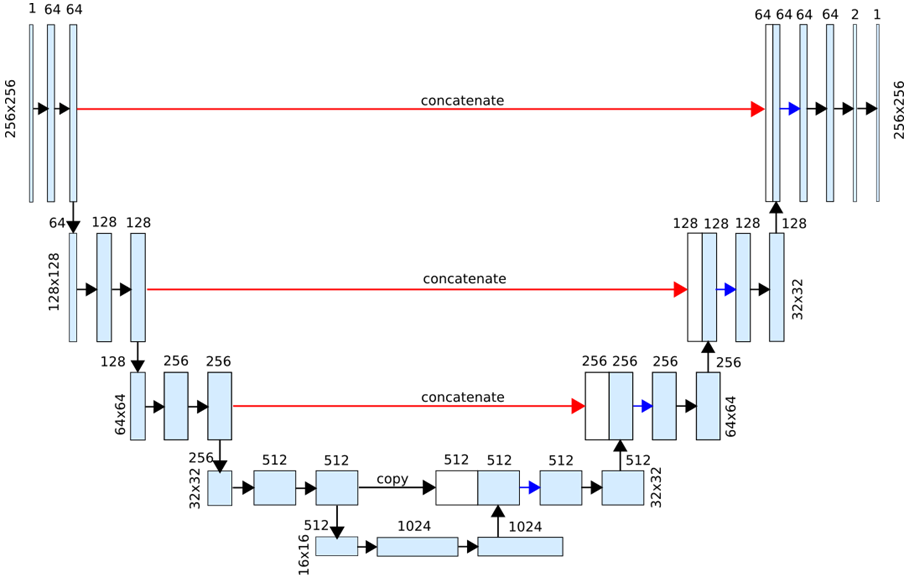 1 64 64
64 64 64 64 2 1
256x256
concatenate
256x256
64 128 128
128 128 128 128
128x128
concatenate
32x32
128 256 256
256 256 256 256
64x64
concatenate
64x64
256 512 512
512 512 512 512
32x32
copy
32x32
512 1024 1024
16x16